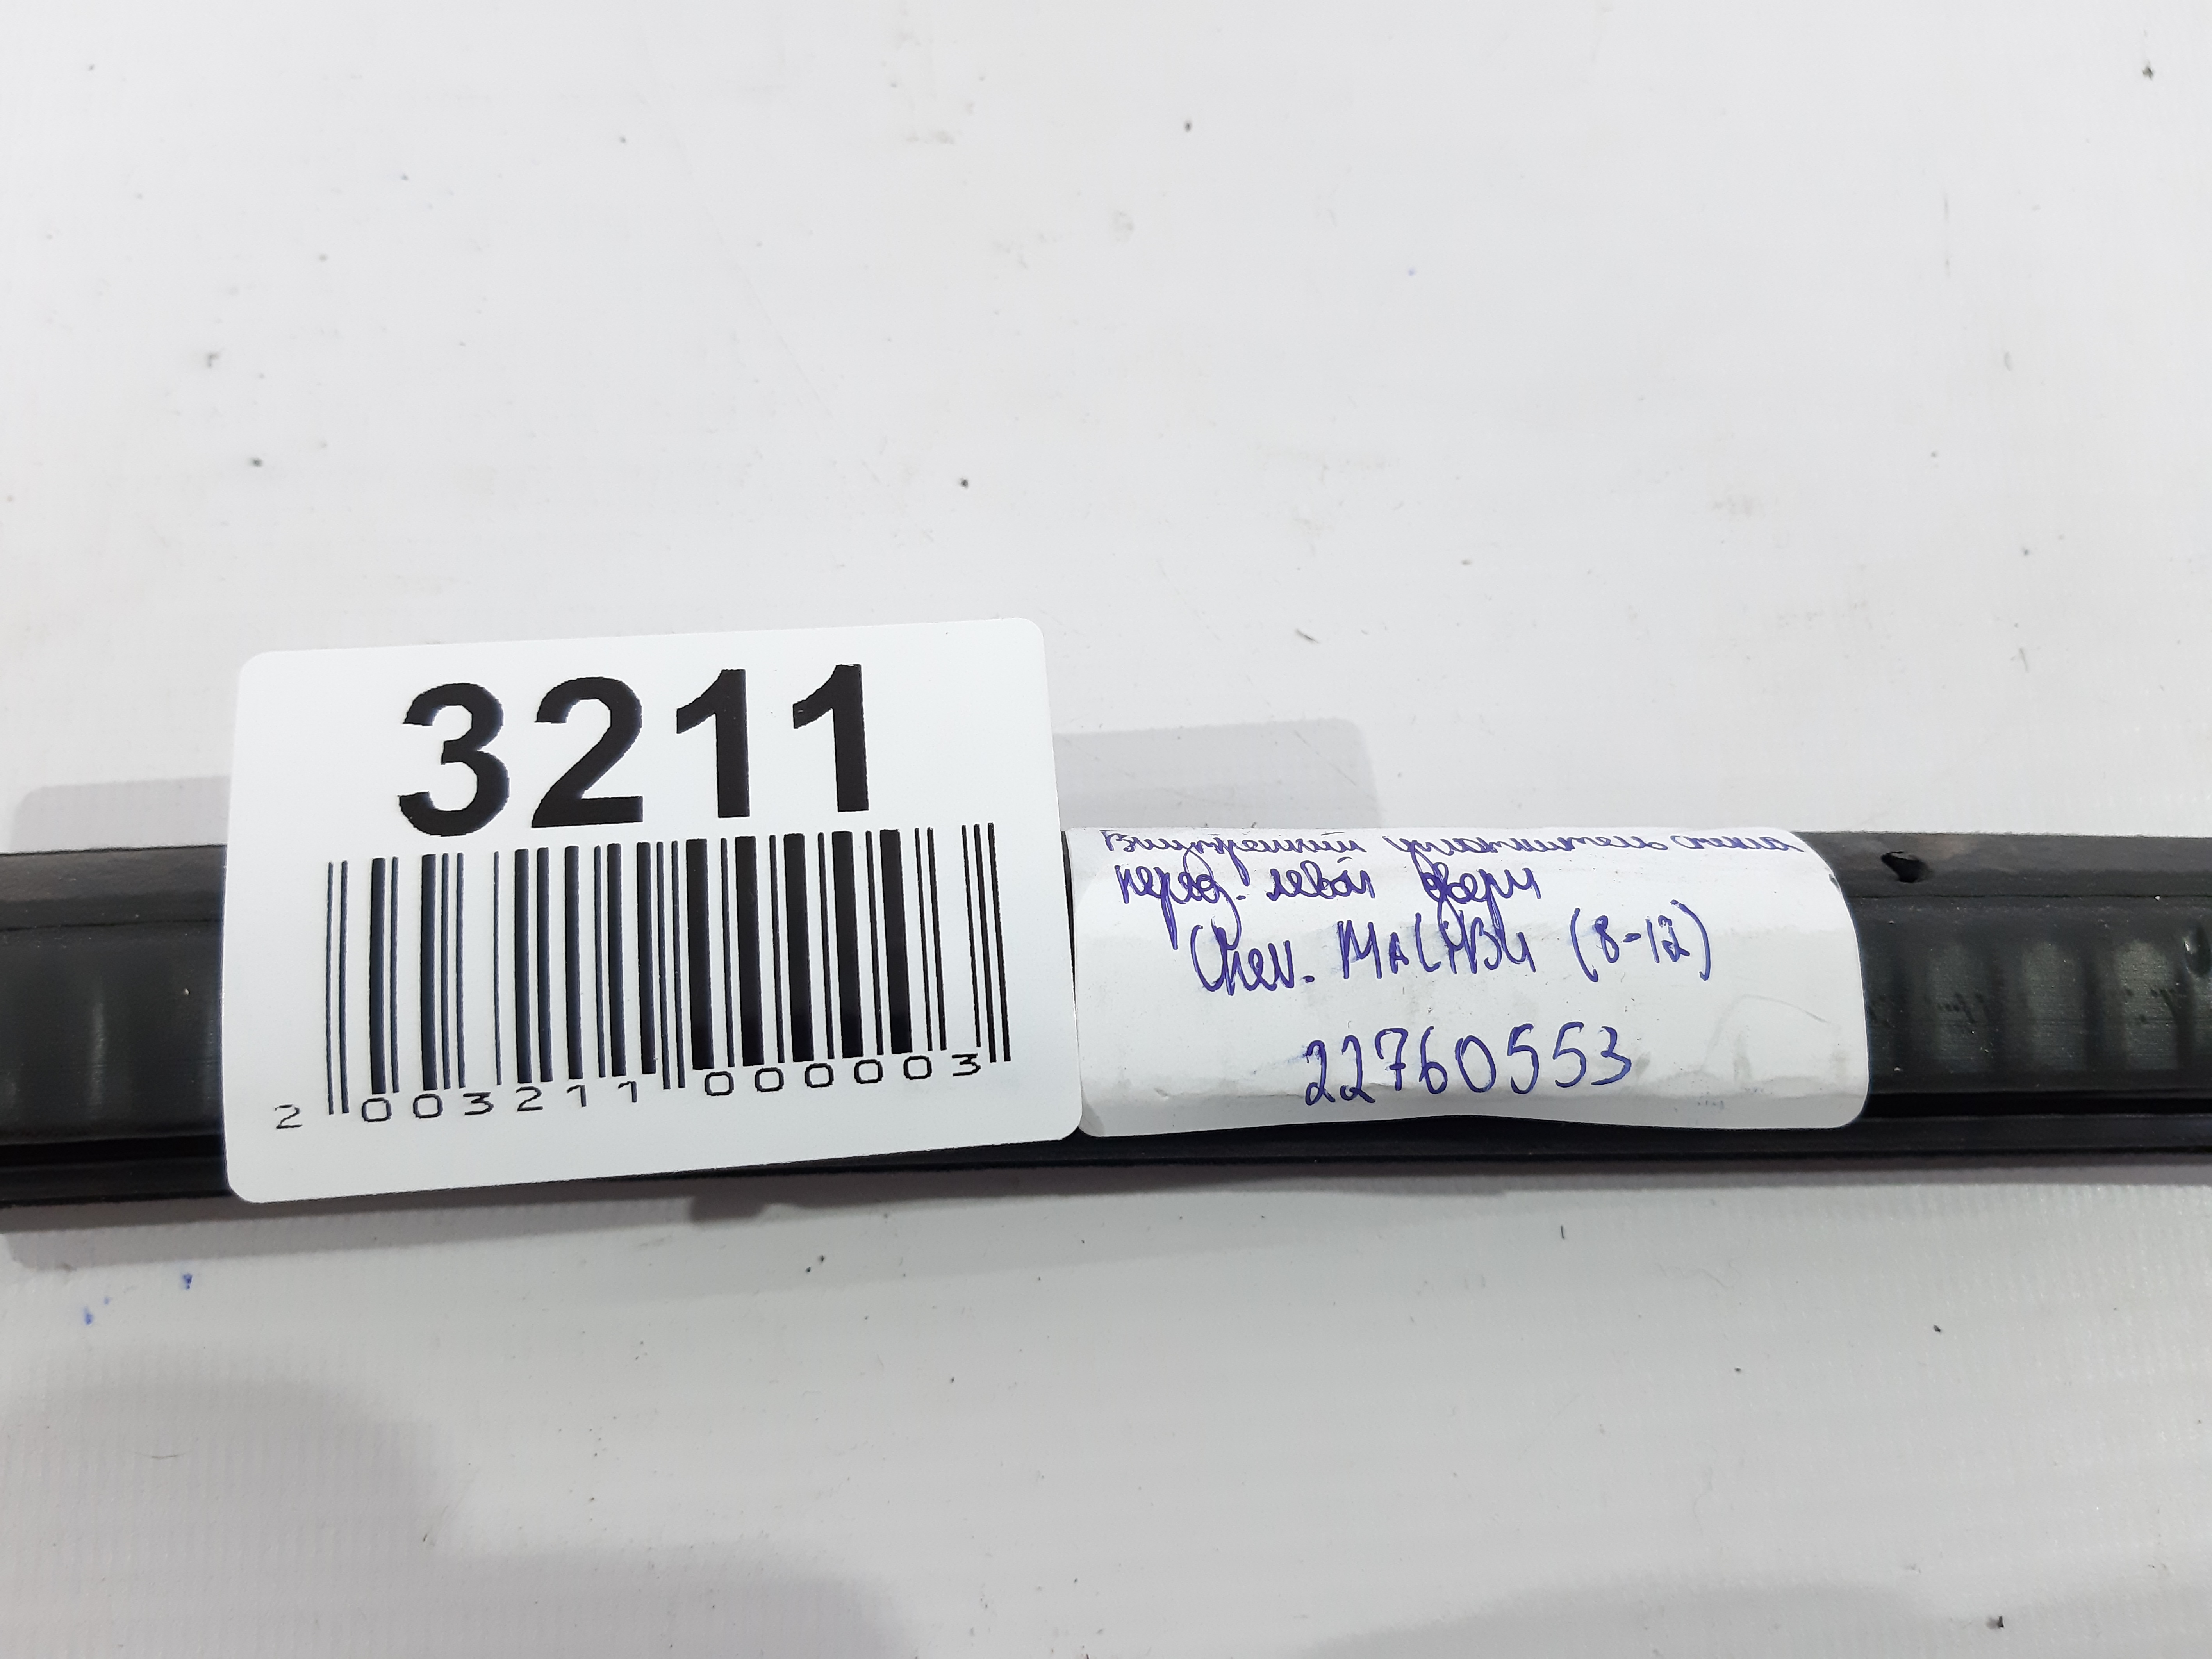 3211
2 003211 000003
Внутренний уплотнитель стекла
перед. левой двери
Chev. MALIBU (8-12)
22760553